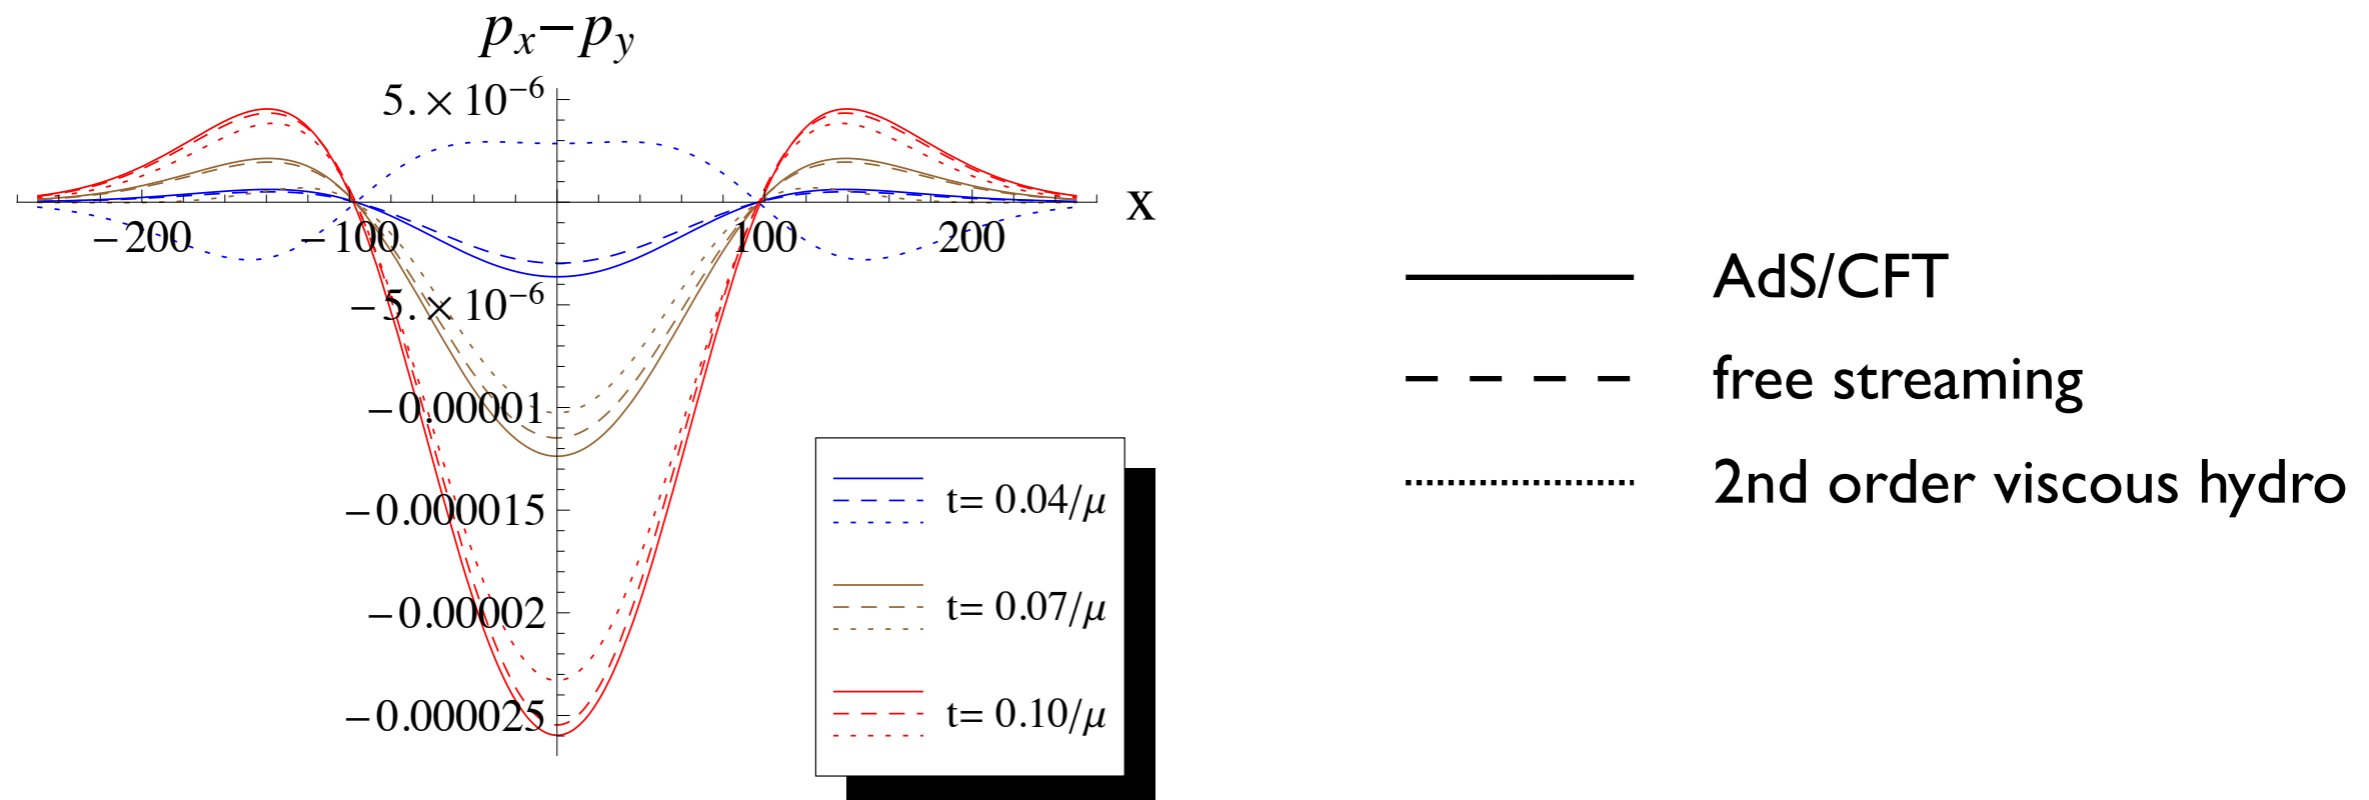 pₓ−p_y
5.×10⁻⁶
x
−200
−100
100
200
−5.×10⁻⁶
−0.00001
−0.000015
−0.00002
−0.000025
t= 0.04/μ
t= 0.07/μ
t= 0.10/μ
AdS/CFT
free streaming
2nd order viscous hydro